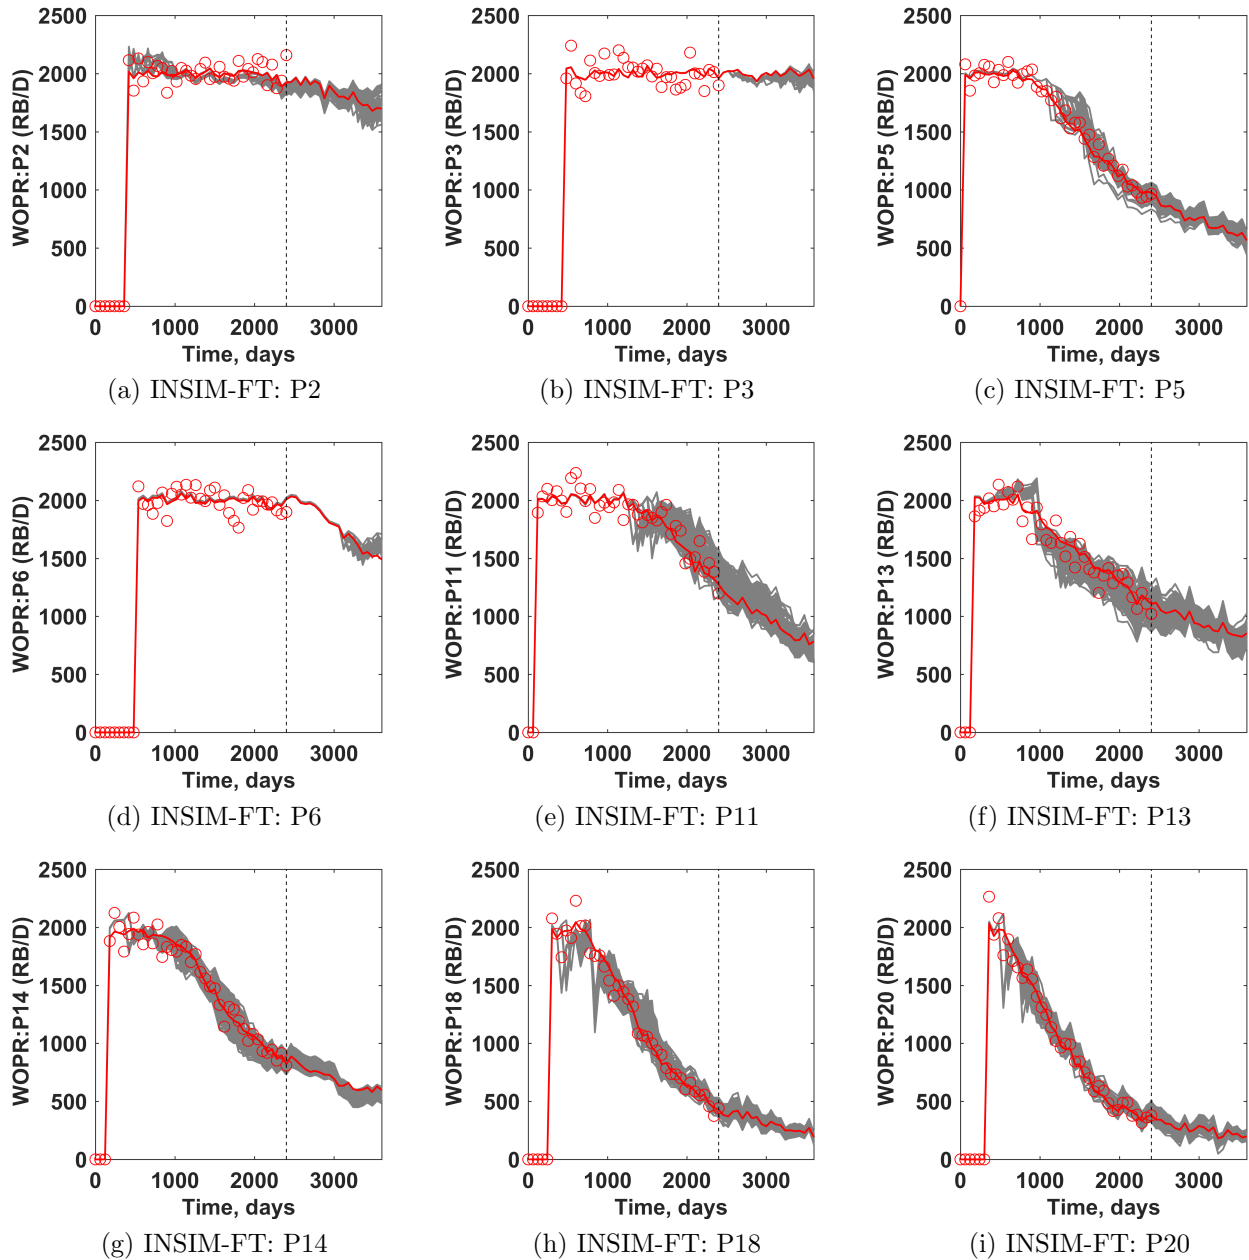 2500
2000
1500
1000
500
0
0 1000 2000 3000
Time, days
WOPR:P2 (RB/D)
(a) INSIM-FT: P2
2500
2000
1500
1000
500
0
0 1000 2000 3000
Time, days
WOPR:P3 (RB/D)
(b) INSIM-FT: P3
2500
2000
1500
1000
500
0
0 1000 2000 3000
Time, days
WOPR:P5 (RB/D)
(c) INSIM-FT: P5
2500
2000
1500
1000
500
0
0 1000 2000 3000
Time, days
WOPR:P6 (RB/D)
(d) INSIM-FT: P6
2500
2000
1500
1000
500
0
0 1000 2000 3000
Time, days
WOPR:P11 (RB/D)
(e) INSIM-FT: P11
2500
2000
1500
1000
500
0
0 1000 2000 3000
Time, days
WOPR:P13 (RB/D)
(f) INSIM-FT: P13
2500
2000
1500
1000
500
0
0 1000 2000 3000
Time, days
WOPR:P14 (RB/D)
(g) INSIM-FT: P14
2500
2000
1500
1000
500
0
0 1000 2000 3000
Time, days
WOPR:P18 (RB/D)
(h) INSIM-FT: P18
2500
2000
1500
1000
500
0
0 1000 2000 3000
Time, days
WOPR:P20 (RB/D)
(i) INSIM-FT: P20